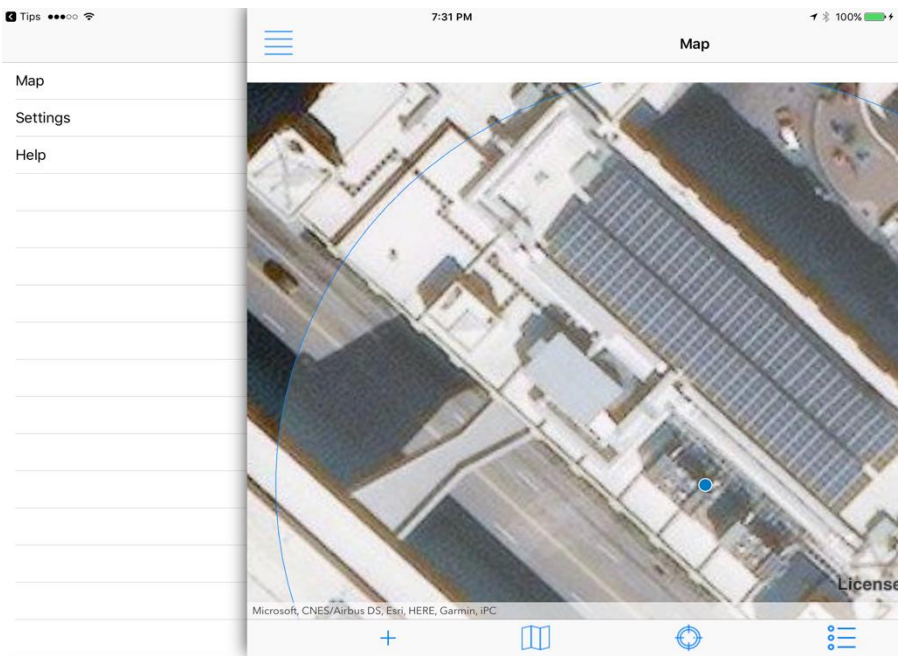 Tips 7:31 PM 100%
Map
Map
Settings
Help
License
Microsoft, CNES/Airbus DS, Esri, HERE, Garmin, iPC